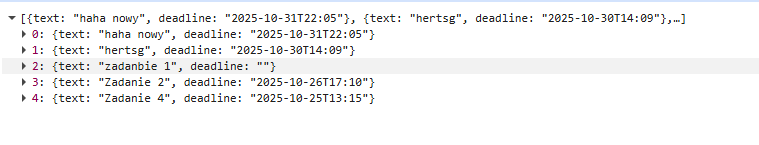 [{text: "haha nowy", deadline: "2025-10-31T22:05"}, {text: "hertsg", deadline: "2025-10-30T14:09"},…]
0: {text: "haha nowy", deadline: "2025-10-31T22:05"}
1: {text: "hertsg", deadline: "2025-10-30T14:09"}
2: {text: "zadanbie 1", deadline: ""}
3: {text: "Zadanie 2", deadline: "2025-10-26T17:10"}
4: {text: "Zadanie 4", deadline: "2025-10-25T13:15"}